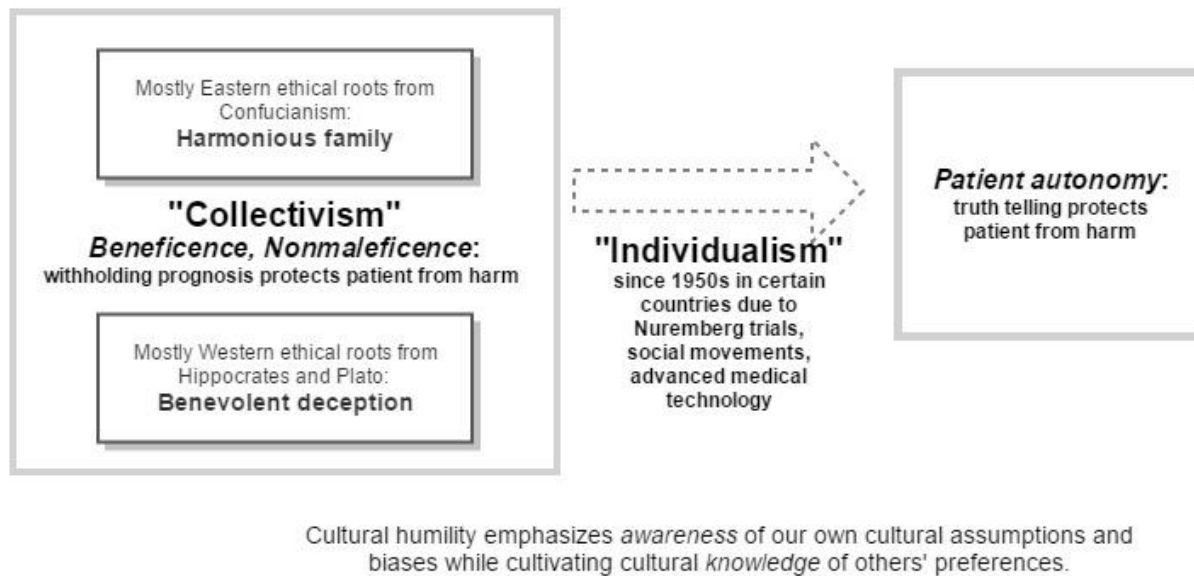 Mostly Eastern ethical roots from
Confucianism:
Harmonious family
"Collectivism"
Beneficence, Nonmaleficence:
withholding prognosis protects patient from harm
Mostly Western ethical roots from
Hippocrates and Plato:
Benevolent deception
"Individualism"
since 1950s in certain
countries due to
Nuremberg trials,
social movements,
advanced medical
technology
Patient autonomy:
truth telling protects
patient from harm
Cultural humility emphasizes awareness of our own cultural assumptions and
biases while cultivating cultural knowledge of others' preferences.